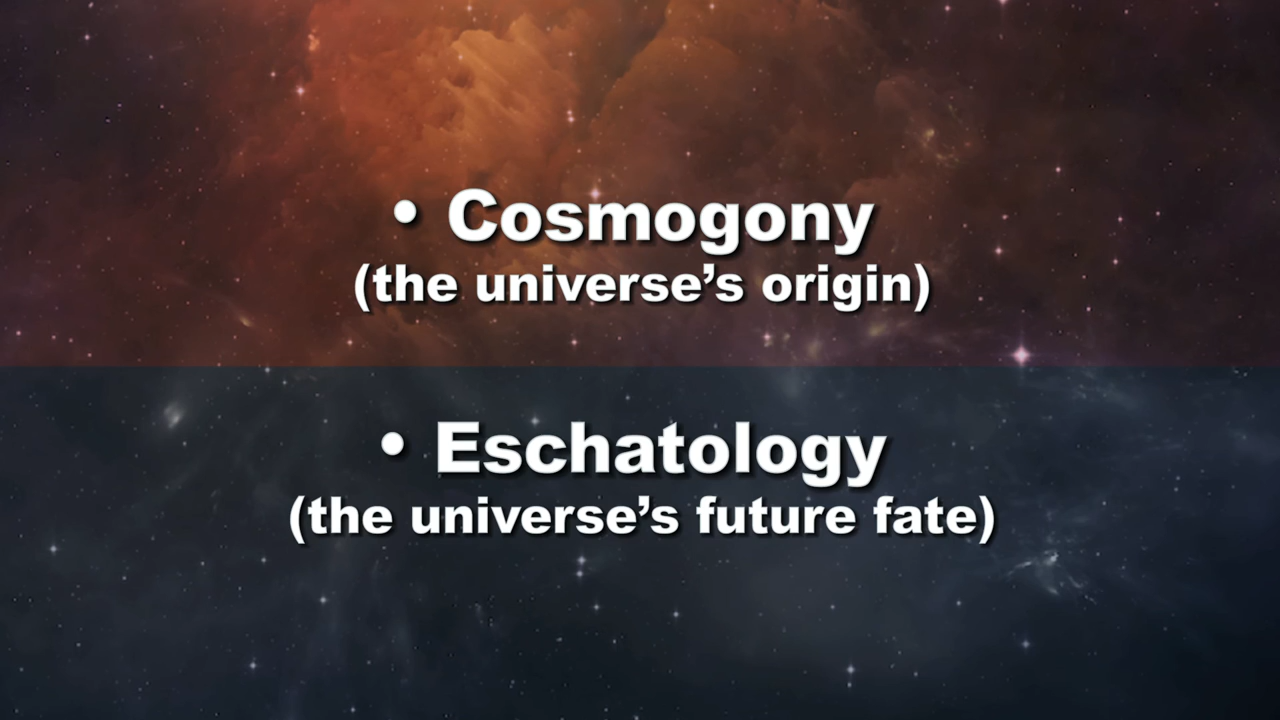 • Cosmogony
(the universe’s origin)
• Eschatology
(the universe’s future fate)